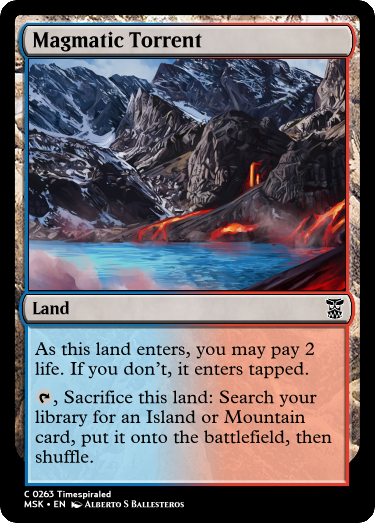 Magmatic Torrent
Land
As this land enters, you may pay 2
life. If you don't, it enters tapped.
, Sacrifice this land: Search your
library for an Island or Mountain
card, put it onto the battlefield, then
shuffle.
C 0263 Timespiraled
MSK • EN Alberto S Ballesteros